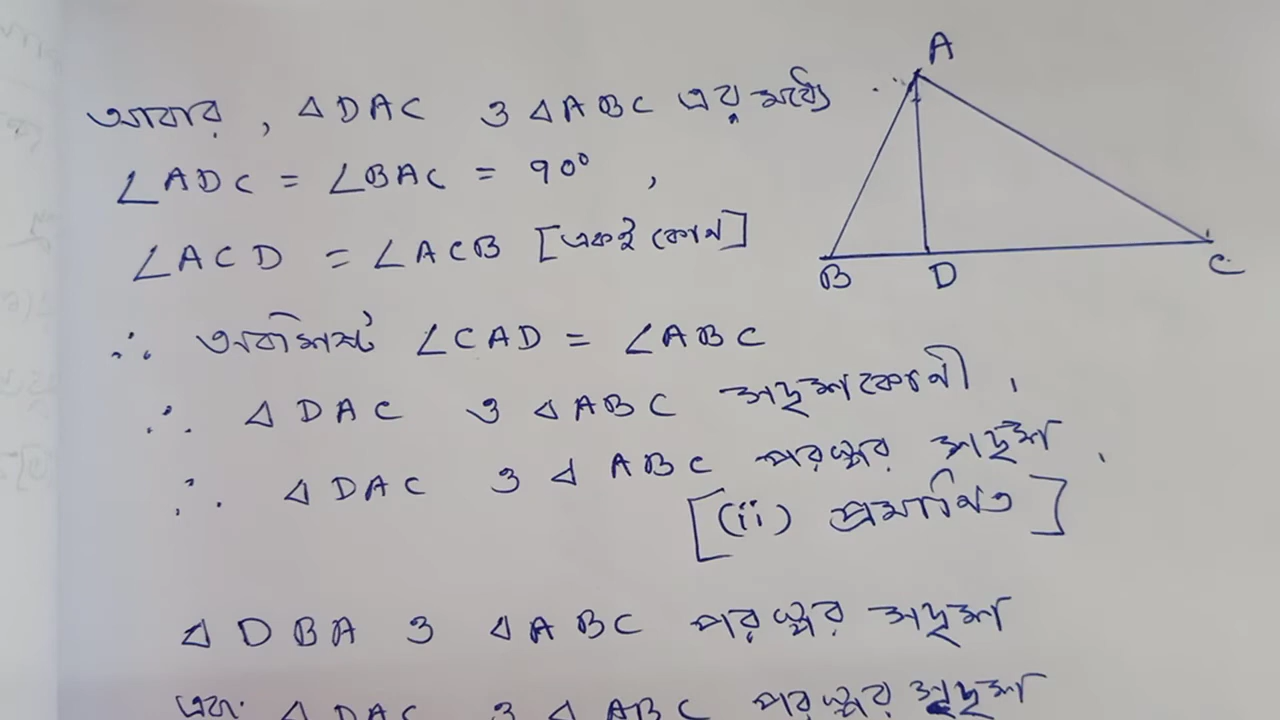 আবার, △DAC ও △ABC এর মধ্যে
∠ADC = ∠BAC = 90°,
∠ACD = ∠ACB [একই কোন]
∴ অবশিষ্ট ∠CAD = ∠ABC
∴ △DAC ও △ABC সদৃশকোণী,
∴ △DAC ও △ABC পরস্পর সদৃশ.
[(ii) প্রমাণিত]
△DBA ও △ABC পরস্পর সদৃশ
এবং △DAC ও △ABC পরস্পর সদৃশ
A
B
D
C